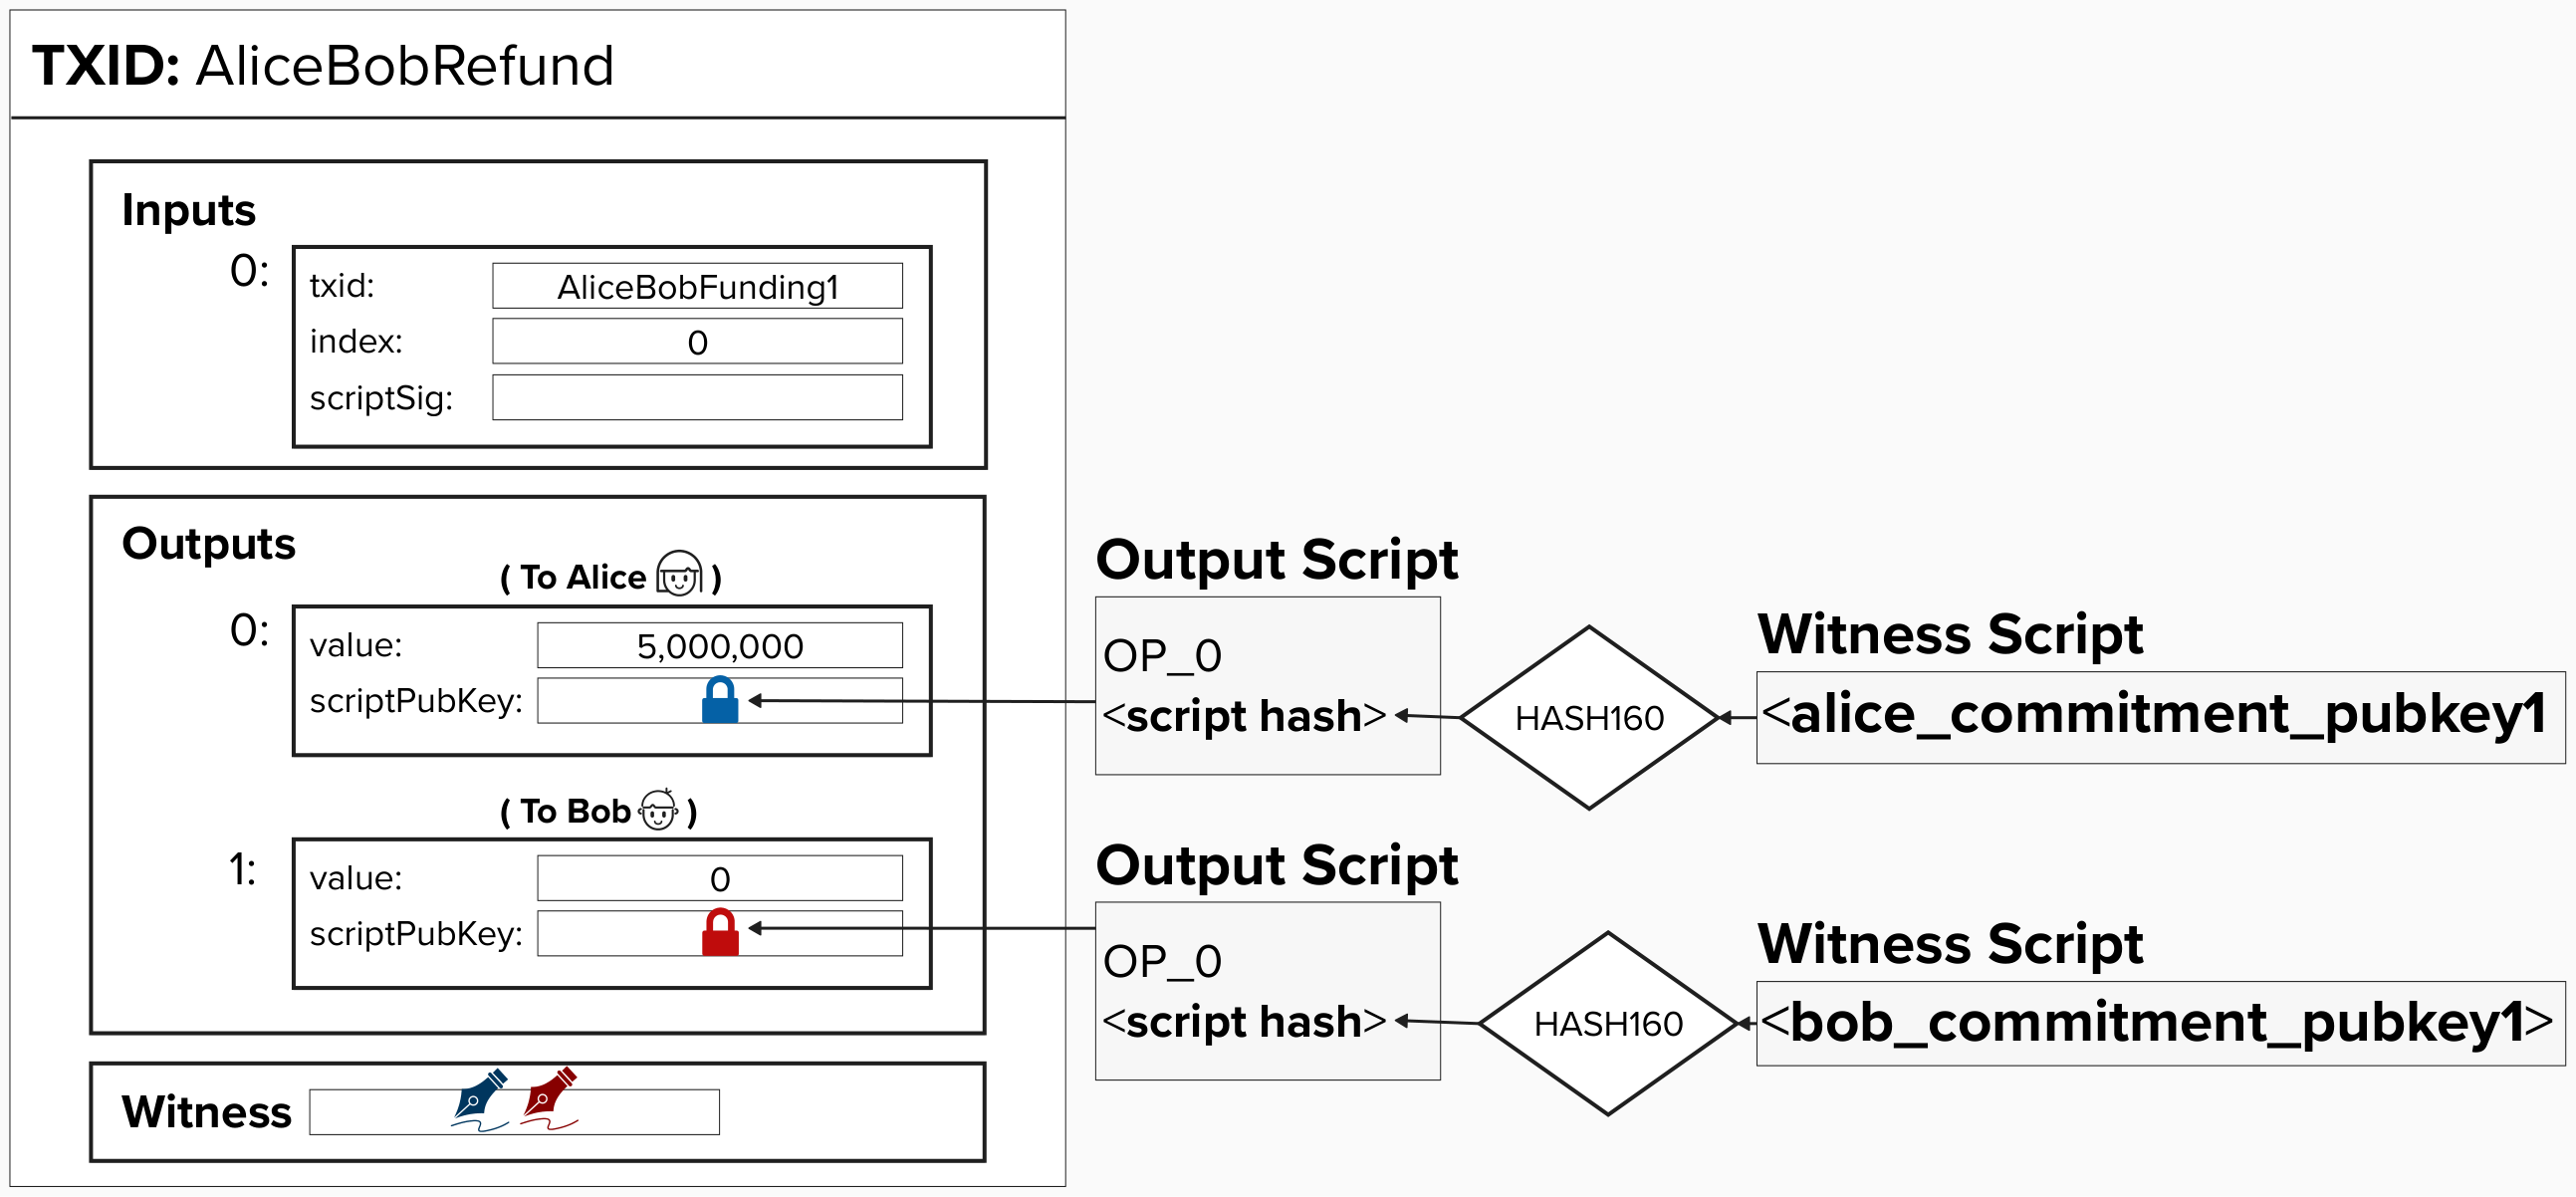 TXID: AliceBobRefund
Inputs
0:
txid: AliceBobFunding1
index: 0
scriptSig:
Outputs
( To Alice )
0:
value: 5,000,000
scriptPubKey:
( To Bob )
1:
value: 0
scriptPubKey:
Witness
Output Script
OP_0
<script hash>
HASH160
Witness Script
<alice_commitment_pubkey1
Output Script
OP_0
<script hash>
HASH160
Witness Script
<bob_commitment_pubkey1>